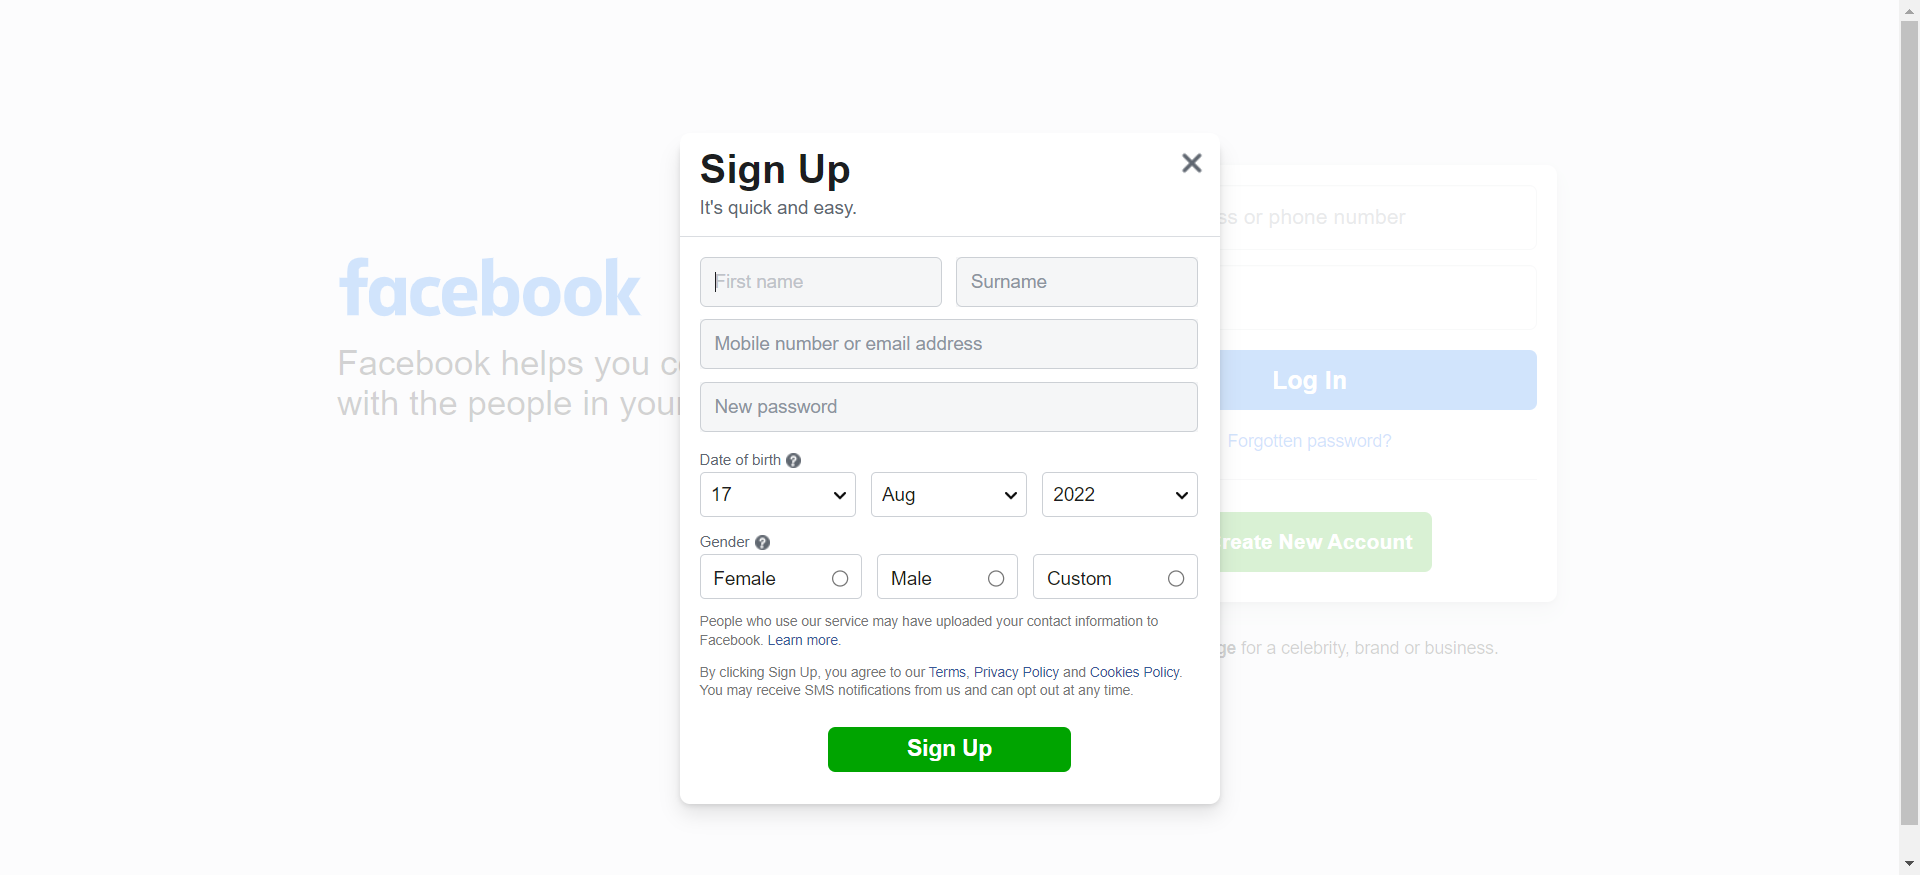 Sign Up
It's quick and easy.
First name
Surname
Mobile number or email address
New password
Date of birth
17
Aug
2022
Gender
Female
Male
Custom
People who use our service may have uploaded your contact information to
Facebook. Learn more.
By clicking Sign Up, you agree to our Terms, Privacy Policy and Cookies Policy.
You may receive SMS notifications from us and can opt out at any time.
Sign Up
facebook
Facebook helps you
with the people in your
or phone number
Log In
Forgotten password?
New Account
for a celebrity, brand or business.